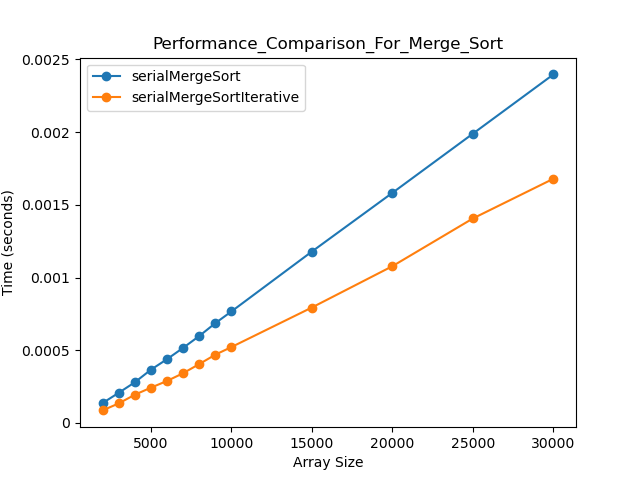 Performance_Comparison_For_Merge_Sort
serialMergeSort
serialMergeSortIterative
Time (seconds)
0.0025
0.002
0.0015
0.001
0.0005
0
5000 10000 15000 20000 25000 30000
Array Size